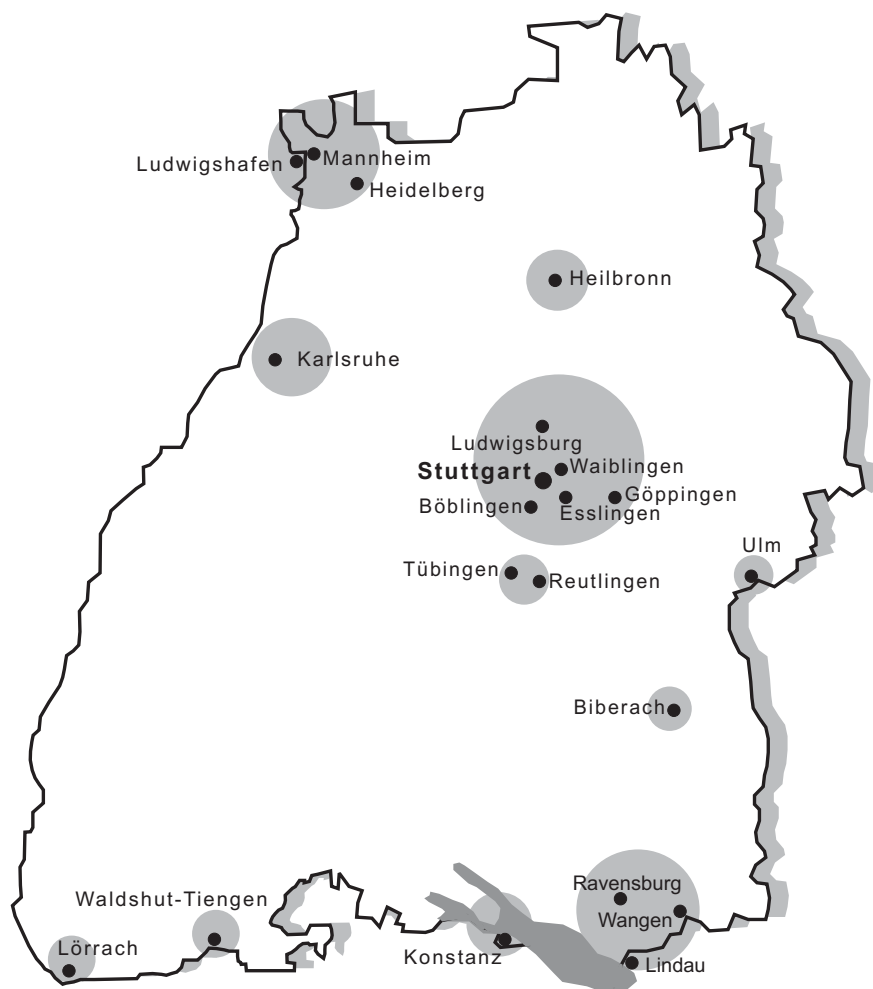 Mannheim
Ludwigshafen
Heidelberg
Heilbronn
Karlsruhe
Ludwigsburg
Stuttgart
Waiblingen
Göppingen
Böblingen
Esslingen
Ulm
Tübingen
Reutlingen
Biberach
Ravensburg
Waldshut-Tiengen
Wangen
Lörrach
Konstanz
Lindau